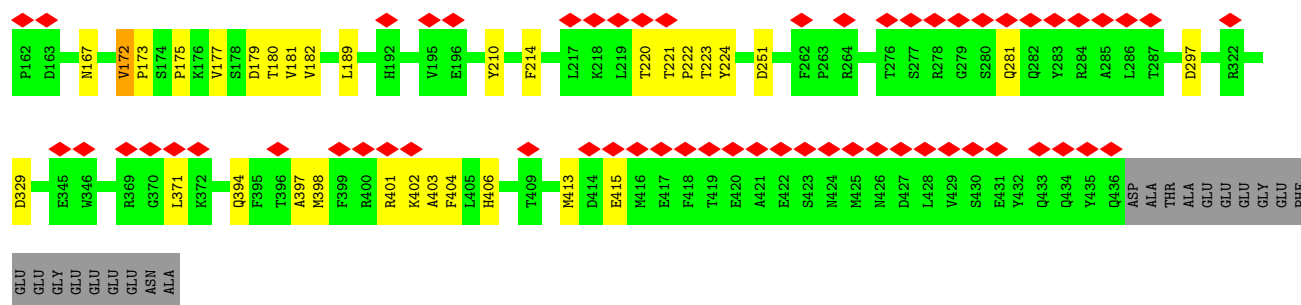 P162 D163 N167 V172 P173 S174 P175 K176 V177 S178 D179 T180 V181 V182 L189 H192 V195 E196 Y210 F214 L217 K218 L219 T220 T221 P222 T223 Y224 D251 F262 P263 R264 T276 S277 R278 G279 S280 Q281 Q282 Y283 R284 A285 L286 T287 D297 R322
D329 E345 W346 R369 G370 L371 K372 Q394 F395 T396 A397 M398 F399 R400 R401 K402 A403 F404 L405 H406 T409 M413 D414 E415 M416 E417 F418 T419 E420 A421 E422 S423 N424 M425 N426 D427 L428 V429 S430 E431 Y432 Q433 Q434 Y435 Q436 ASP ALA THR ALA GLU GLU GLU GLY GLU PHE
GLU GLU GLY GLU GLU GLU GLU ASN ALA